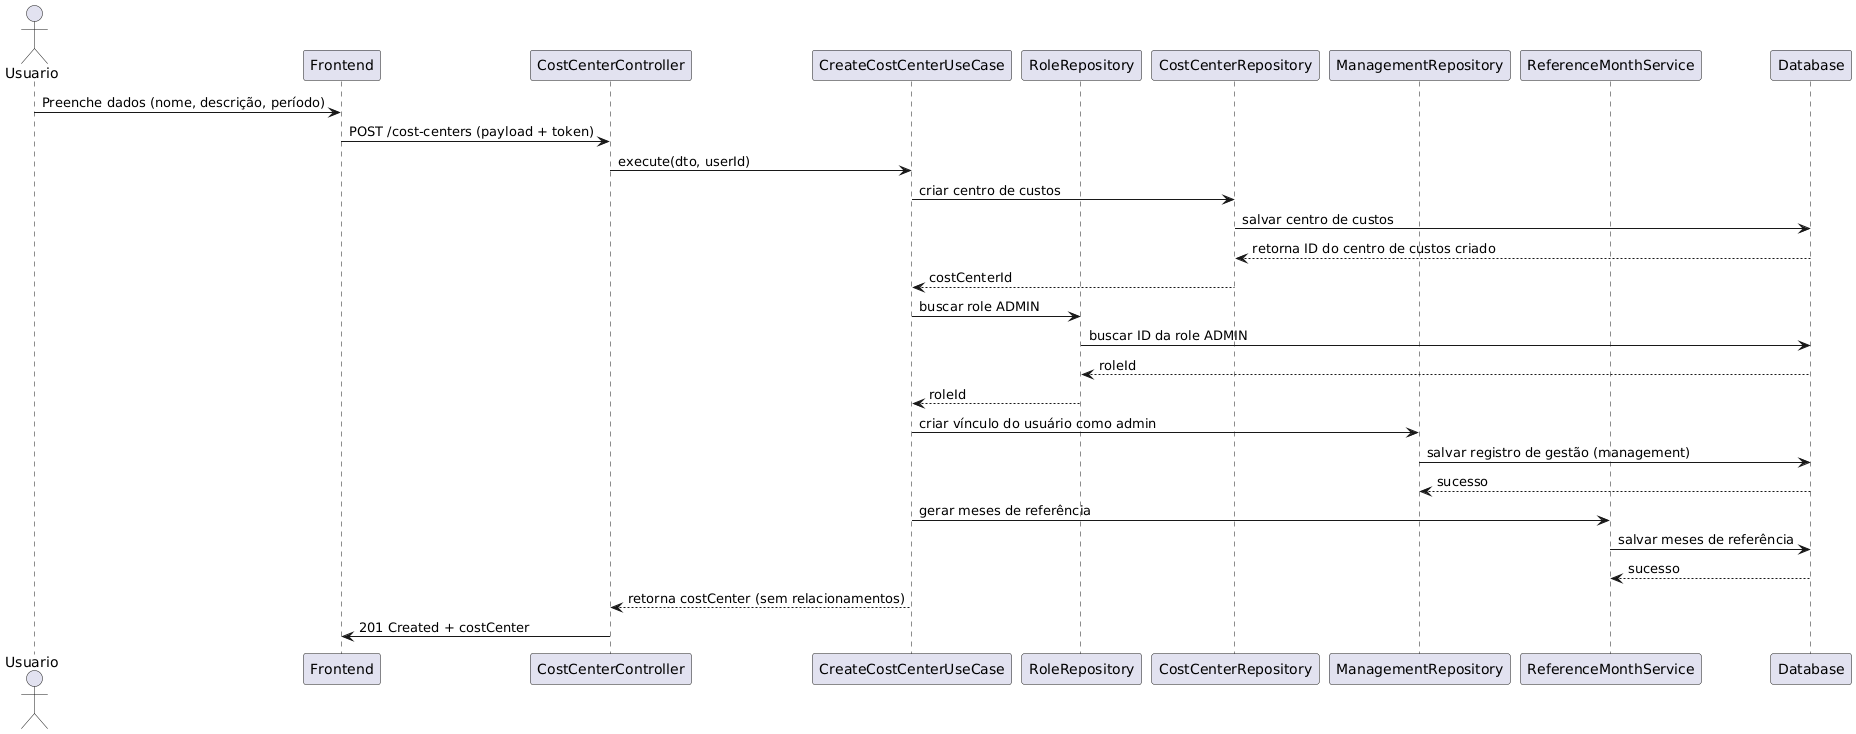 Usuario
Frontend
CostCenterController
CreateCostCenterUseCase
RoleRepository
CostCenterRepository
ManagementRepository
ReferenceMonthService
Database
Preenche dados (nome, descrição, período)
POST /cost-centers (payload + token)
execute(dto, userId)
criar centro de custos
salvar centro de custos
retorna ID do centro de custos criado
costCenterId
buscar role ADMIN
buscar ID da role ADMIN
roleId
roleId
criar vínculo do usuário como admin
salvar registro de gestão (management)
sucesso
gerar meses de referência
salvar meses de referência
sucesso
retorna costCenter (sem relacionamentos)
201 Created + costCenter
Usuario
Frontend
CostCenterController
CreateCostCenterUseCase
RoleRepository
CostCenterRepository
ManagementRepository
ReferenceMonthService
Database